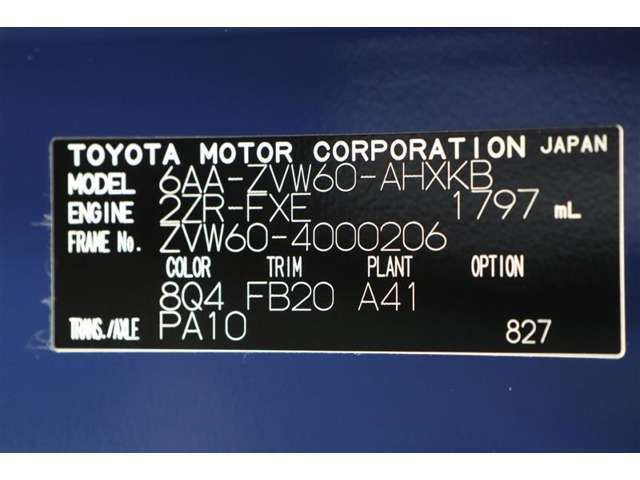 TOYOTA MOTOR CORPORATION JAPAN
MODEL 6AA-ZVW60-AHXKB
ENGINE 2ZR-FXE 1797 mL
FRAME No. ZVW60-4000206
COLOR TRIM PLANT OPTION
8Q4 FB20 A41
TRANS./AXLE PA10 827